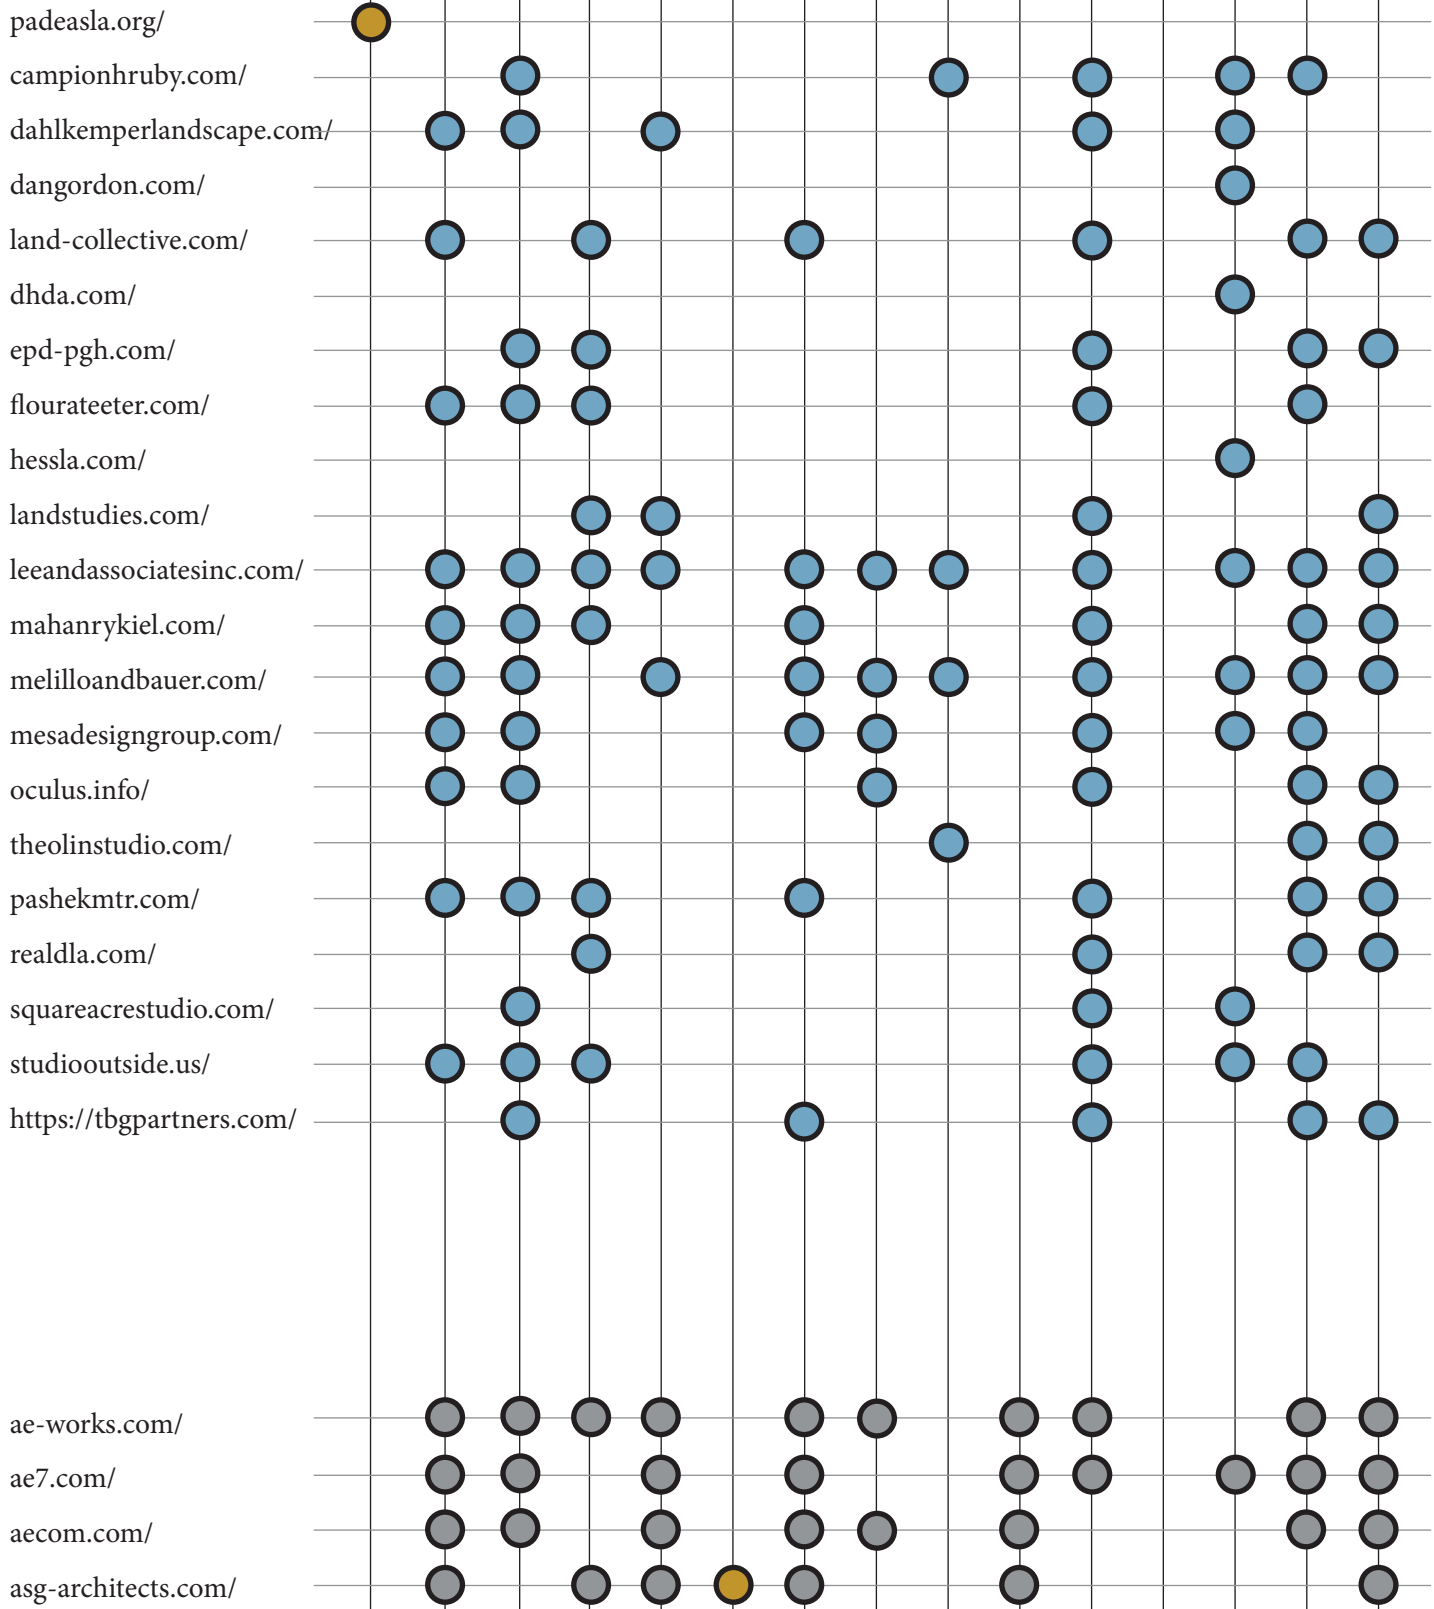 padeasla.org/
campionhruby.com/
dahlkemperlandscape.com/
dangordon.com/
land-collective.com/
dhda.com/
epd-pgh.com/
flourateeter.com/
hessla.com/
landstudies.com/
leeandassociatesinc.com/
mahanrykiel.com/
melilloandbauer.com/
mesadesigngroup.com/
oculus.info/
theolinstudio.com/
pashekmtr.com/
realdla.com/
squareacrestudio.com/
studiooutside.us/
https://tbgpartners.com/
ae-works.com/
ae7.com/
aecom.com/
asg-architects.com/